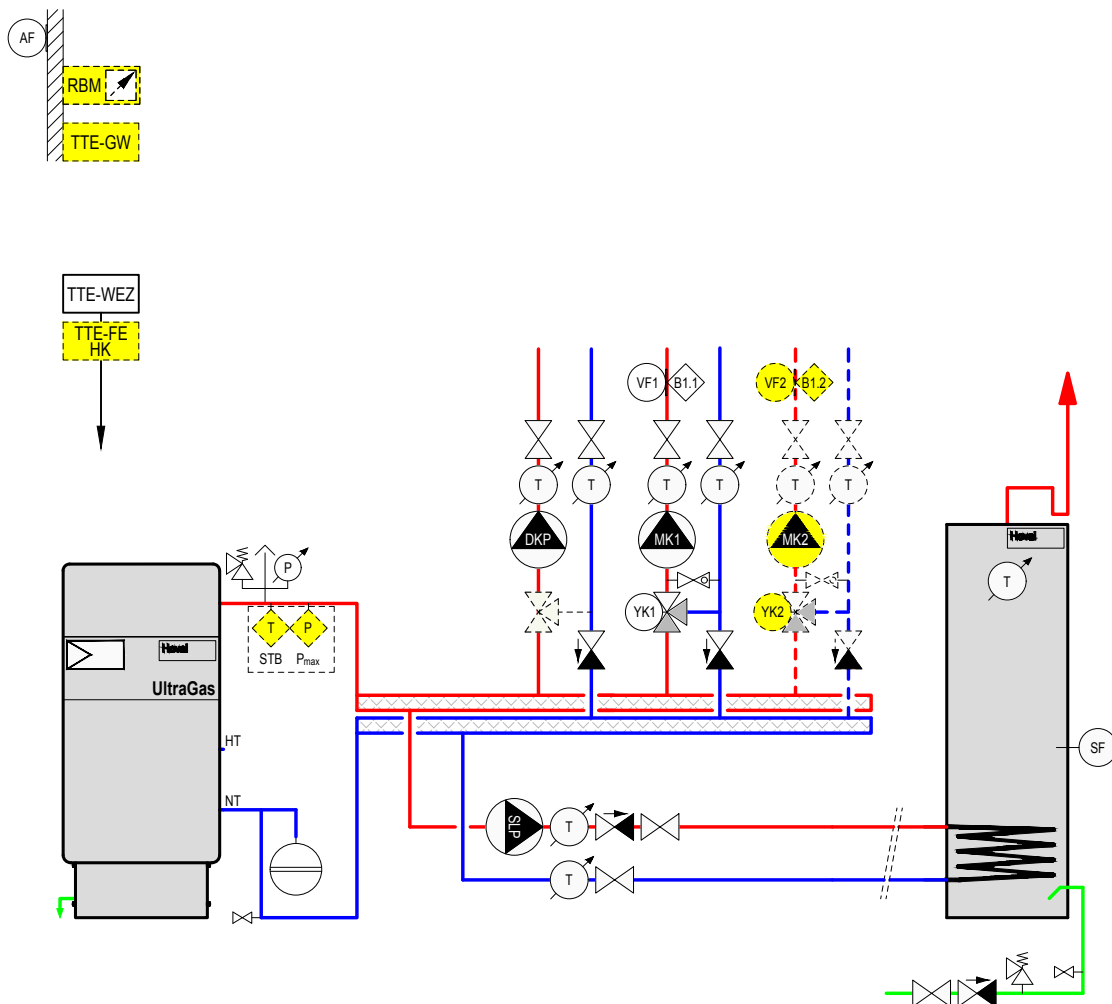 AF
RBM
TTE-GW
TTE-WEZ
TTE-FE
HK
VF1
B1.1
VF2
B1.2
T
T
T
T
T
T
DKP
MK1
MK2
P
YK1
YK2
T
P
STB
Pmax
Hoval
UltraGas
HT
NT
Hoval
T
SF
SLP
T
T